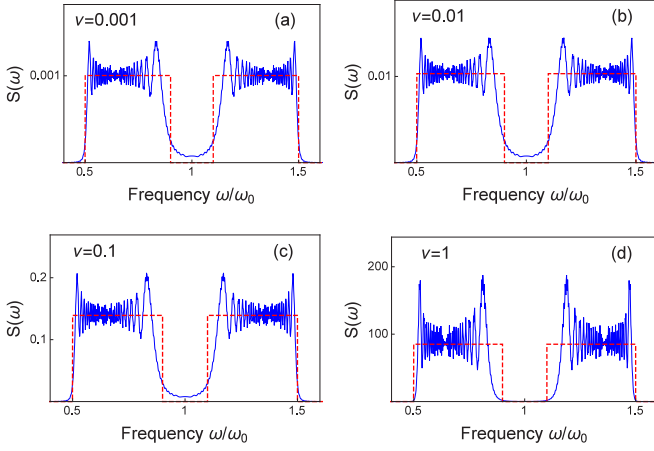 ν=0.001 (a)
S(ω)
0.001
0.5 1 1.5
Frequency ω/ω₀
ν=0.01 (b)
S(ω)
0.01
0.5 1 1.5
Frequency ω/ω₀
ν=0.1 (c)
S(ω)
0.2
0.1
0.5 1 1.5
Frequency ω/ω₀
ν=1 (d)
S(ω)
200
100
0.5 1 1.5
Frequency ω/ω₀